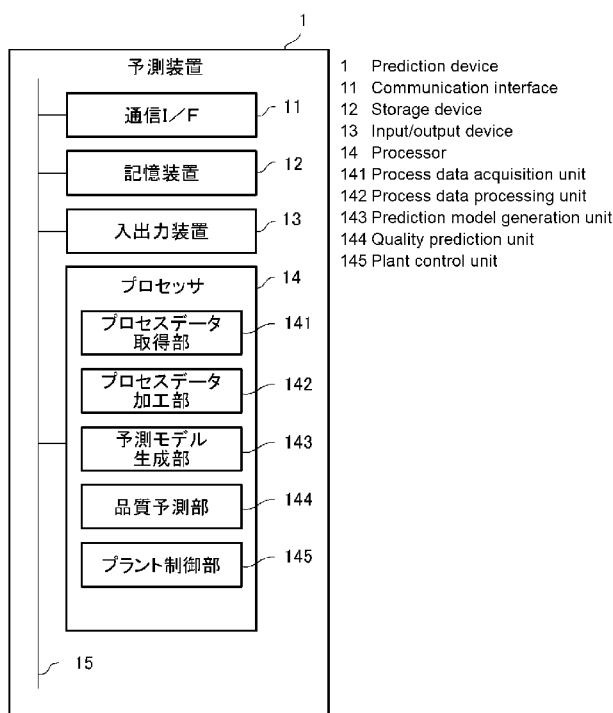 1
予測装置
通信I/F
11
記憶装置
12
入出力装置
13
プロセッサ
14
プロセスデータ
取得部
141
プロセスデータ
加工部
142
予測モデル
生成部
143
品質予測部
144
プラント制御部
145
15
1 Prediction device
11 Communication interface
12 Storage device
13 Input/output device
14 Processor
141 Process data acquisition unit
142 Process data processing unit
143 Prediction model generation unit
144 Quality prediction unit
145 Plant control unit